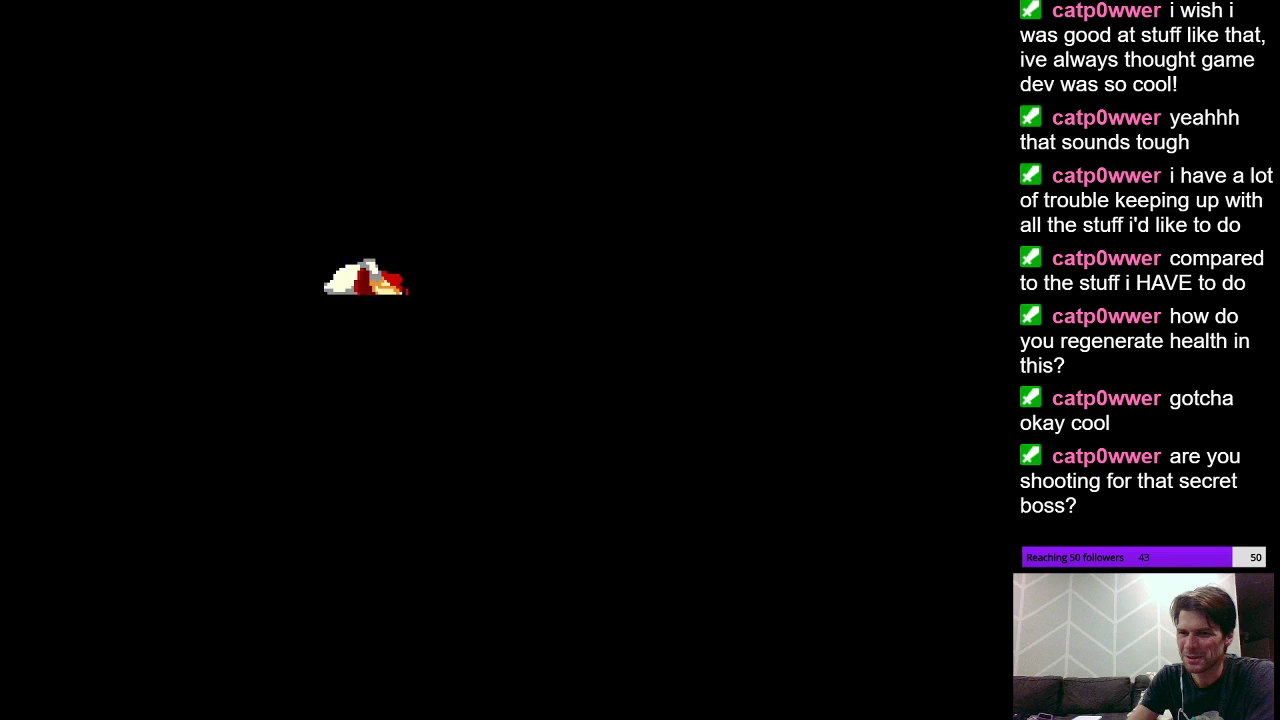 catp0wwer i wish i
was good at stuff like that,
ive always thought game
dev was so cool!
catp0wwer yeahhh
that sounds tough
catp0wwer i have a lot
of trouble keeping up with
all the stuff i'd like to do
catp0wwer compared
to the stuff i HAVE to do
catp0wwer how do
you regenerate health in
this?
catp0wwer gotcha
okay cool
catp0wwer are you
shooting for that secret
boss?
Reaching 50 followers 43 50